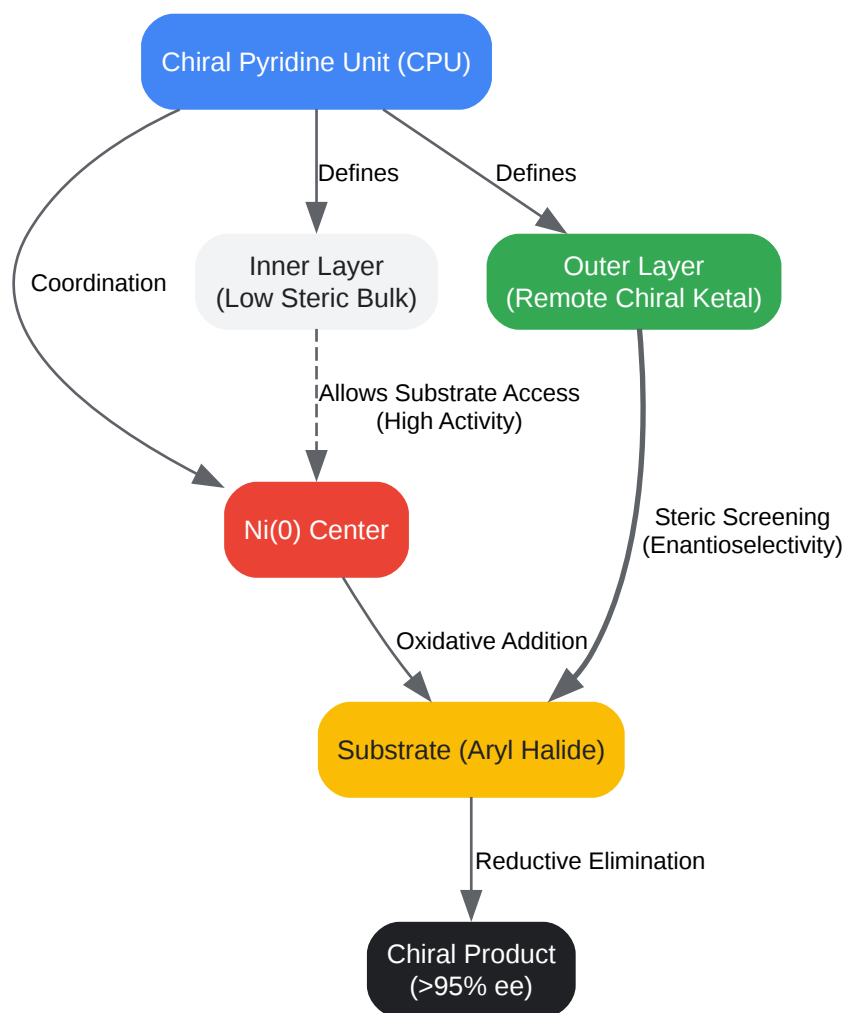 Chiral Pyridine Unit (CPU)
Defines
Defines
Coordination
Inner Layer
(Low Steric Bulk)
Outer Layer
(Remote Chiral Ketal)
Allows Substrate Access
(High Activity)
Ni(0) Center
Steric Screening
(Enantioselectivity)
Oxidative Addition
Substrate (Aryl Halide)
Reductive Elimination
Chiral Product
(>95% ee)